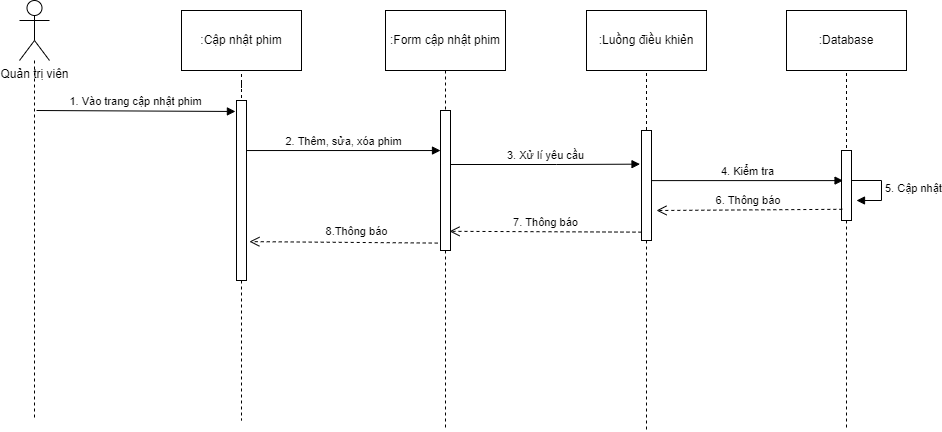 :Cập nhật phim
:Form cập nhật phim
:Luồng điều khiên
:Database
Quản trị viên
1. Vào trang cập nhật phim
2. Thêm, sửa, xóa phim
3. Xử lí yêu cầu
4. Kiểm tra
5. Cập nhật
6. Thông báo
7. Thông báo
8.Thông báo